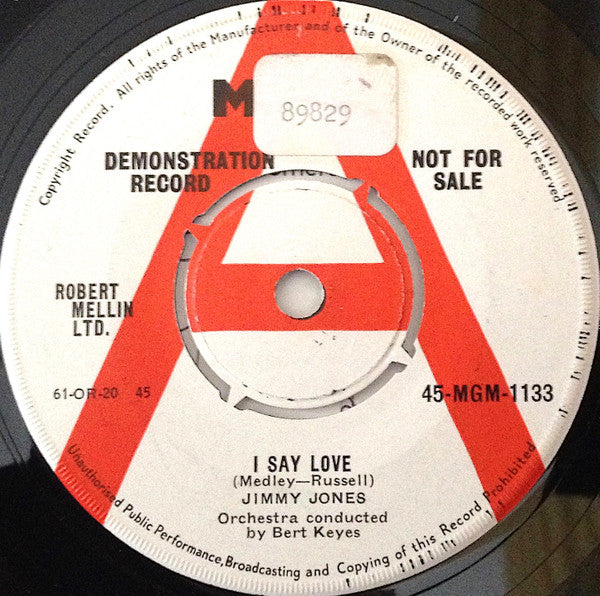 Copyright Record. All rights of the Manufacturer and of the Owner of the recorded work reserved
M
89829
DEMONSTRATION
RECORD
NOT FOR
SALE
ROBERT
MELLIN
LTD.
61-OR-20 45
45-MGM-1133
I SAY LOVE
(Medley—Russell)
JIMMY JONES
Orchestra conducted
by Bert Keyes
Unauthorised Public Performance, Broadcasting and Copying of this Record Prohibited
A